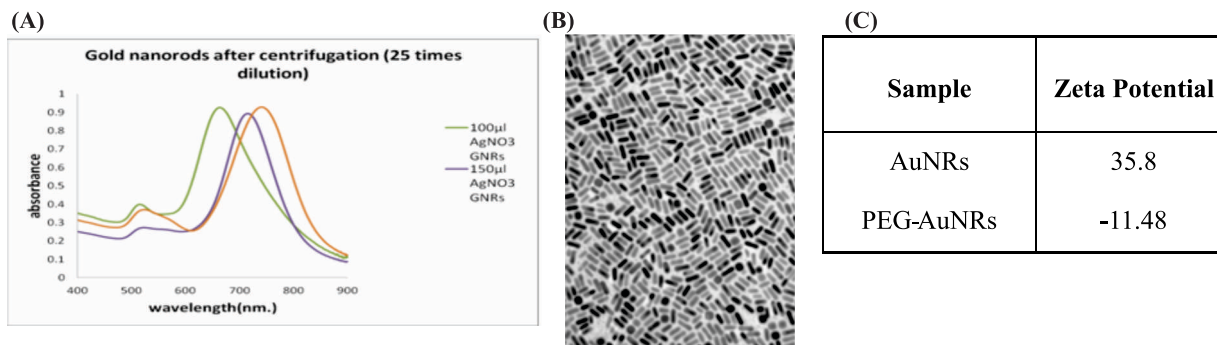 (A)
Gold nanorods after centrifugation (25 times
dilution)
absorbance
1
0.9
0.8
0.7
0.6
0.5
0.4
0.3
0.2
0.1
0
400 500 600 700 800 900
wavelength(nm.)
100µl
AgNO3
GNRs
150µl
AgNO3
GNRs
(B)
(C)
Sample Zeta Potential
AuNRs 35.8
PEG-AuNRs -11.48